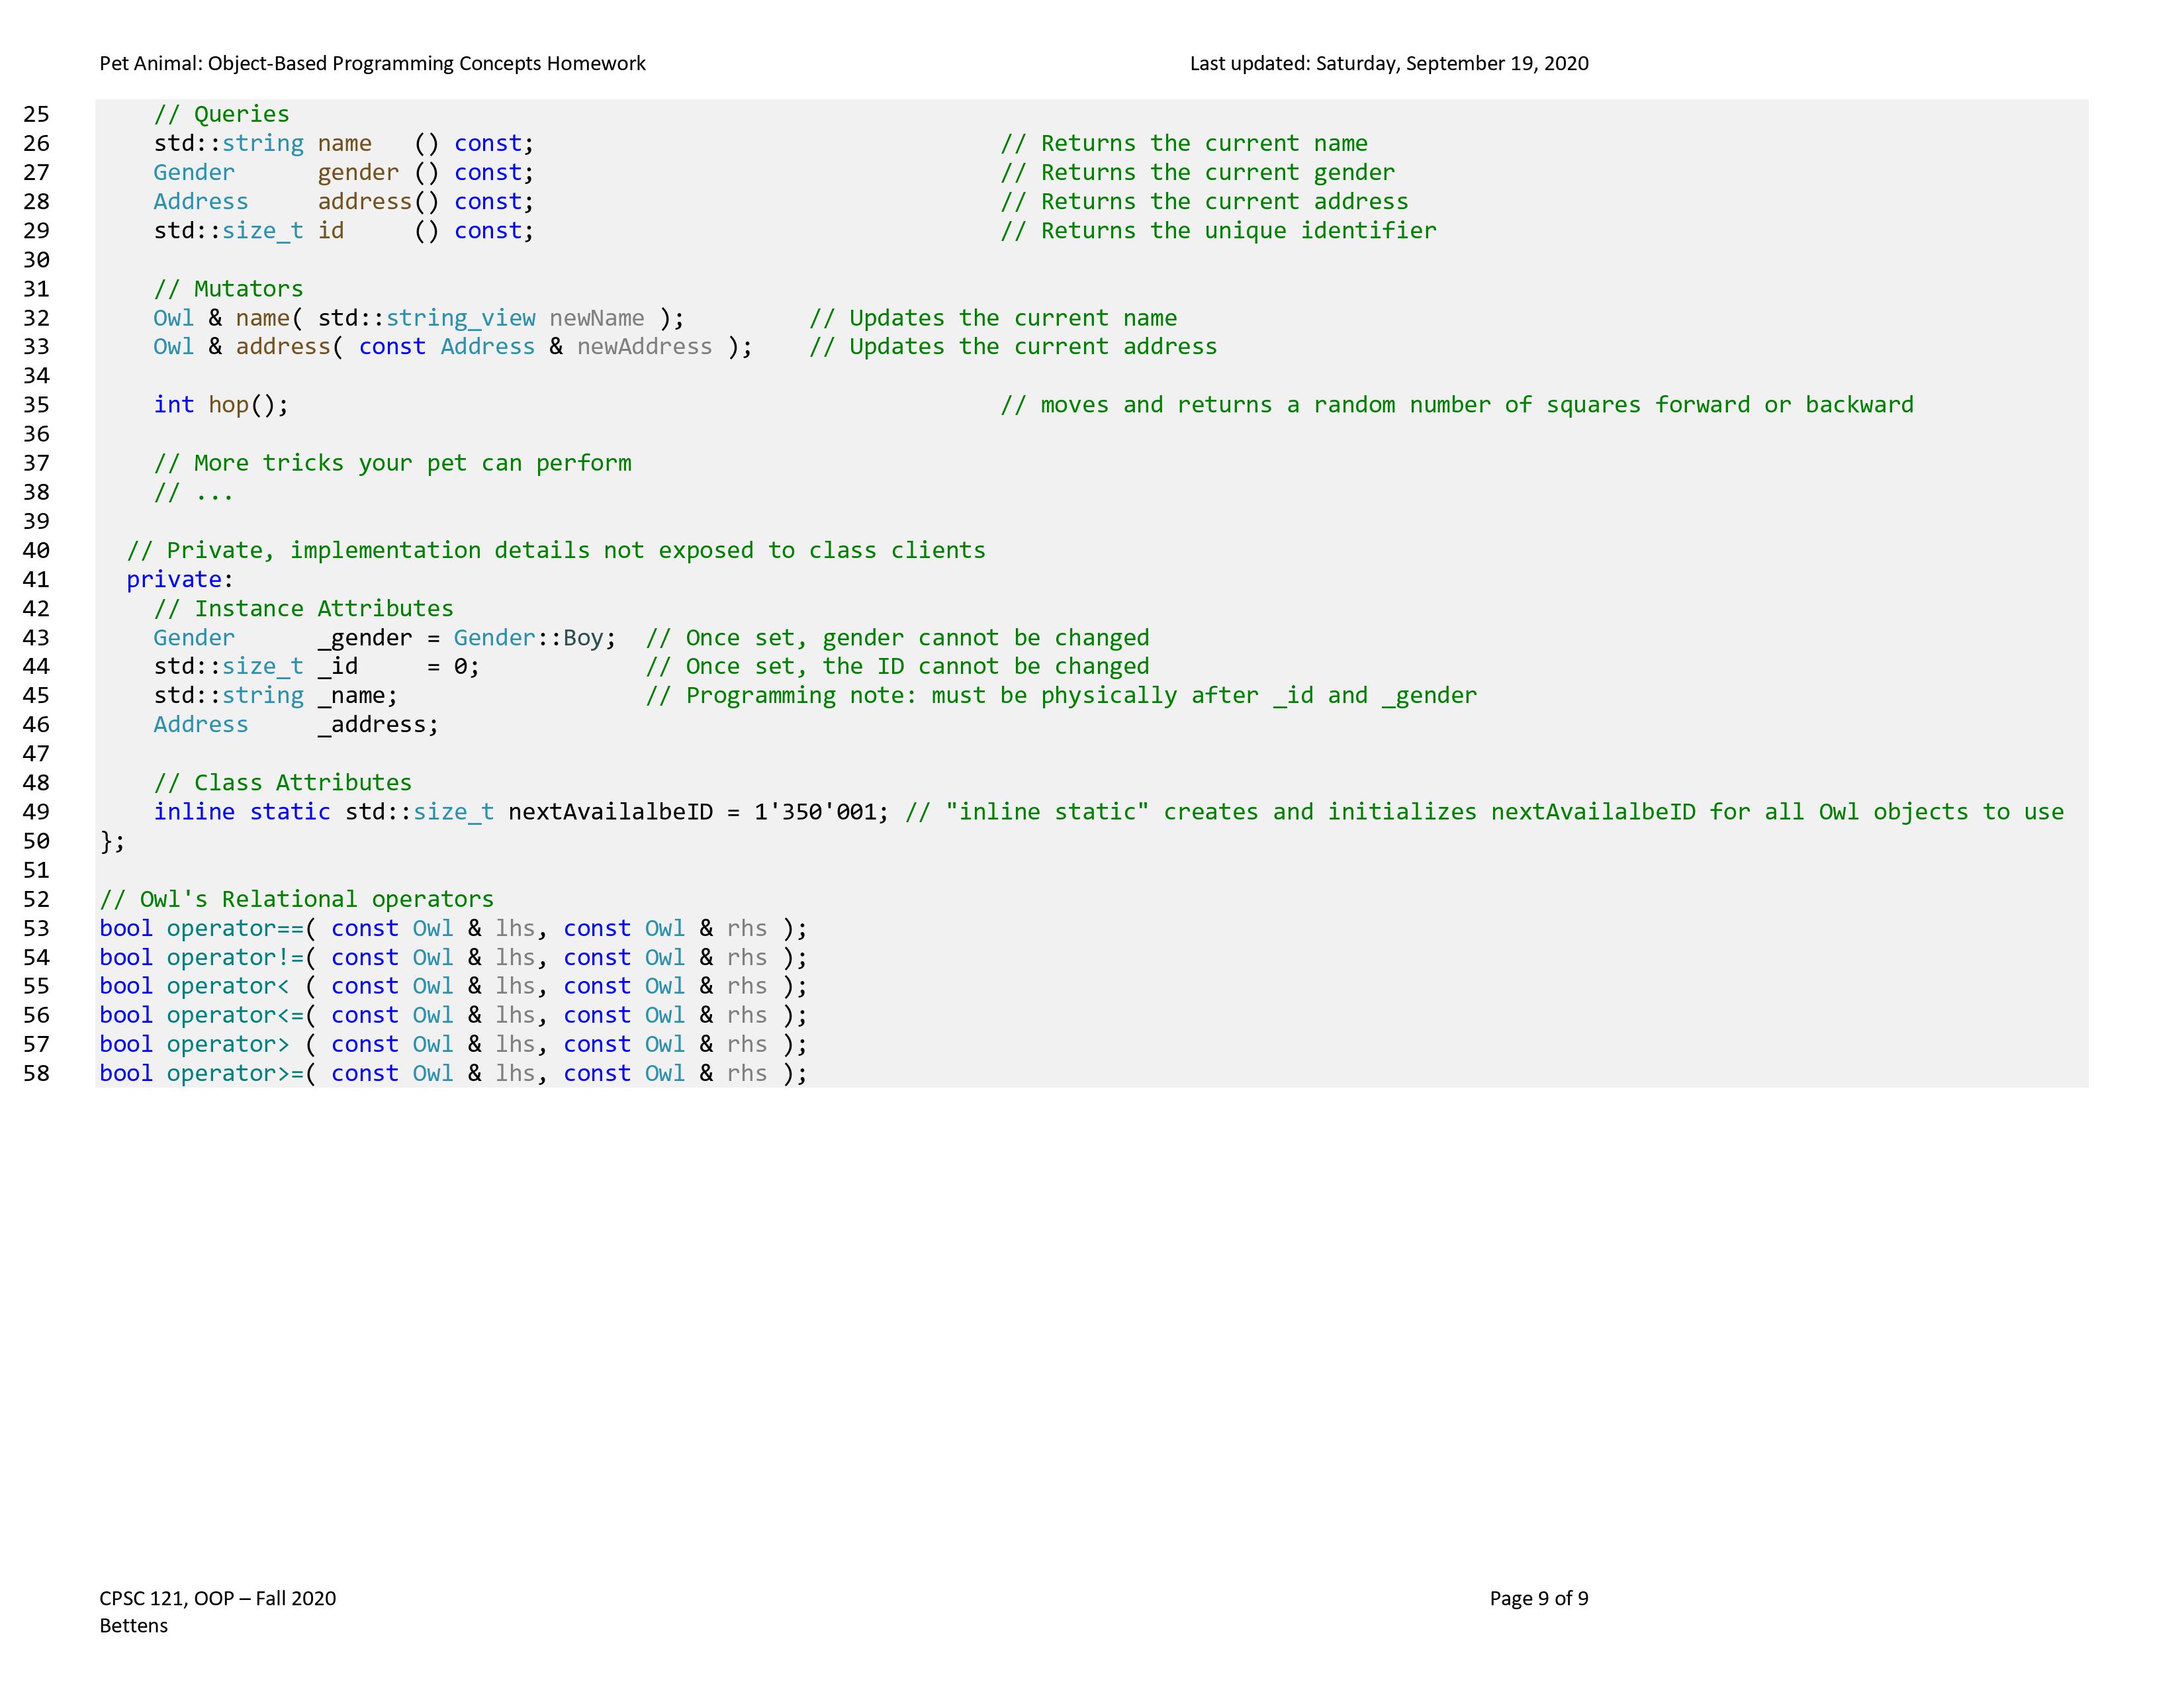 Pet Animal: Object-Based Programming Concepts Homework Last updated: Saturday, September 19, 2020
25 // Queries
26 std::string name () const; // Returns the current name
27 Gender gender () const; // Returns the current gender
28 Address address() const; // Returns the current address
29 std::size_t id () const; // Returns the unique identifier
30
31 // Mutators
32 Owl & name( std::string_view newName ); // Updates the current name
33 Owl & address( const Address & newAddress ); // Updates the current address
34
35 int hop(); // moves and returns a random number of squares forward or backward
36
37 // More tricks your pet can perform
38 // ...
39
40 // Private, implementation details not exposed to class clients
41 private:
42 // Instance Attributes
43 Gender _gender = Gender::Boy; // Once set, gender cannot be changed
44 std::size_t _id = 0; // Once set, the ID cannot be changed
45 std::string _name; // Programming note: must be physically after _id and _gender
46 Address _address;
47
48 // Class Attributes
49 inline static std::size_t nextAvailalbeID = 1'350'001; // "inline static" creates and initializes nextAvailalbeID for all Owl objects to use
50 };
51
52 // Owl's Relational operators
53 bool operator==( const Owl & lhs, const Owl & rhs );
54 bool operator!=( const Owl & lhs, const Owl & rhs );
55 bool operator< ( const Owl & lhs, const Owl & rhs );
56 bool operator<=( const Owl & lhs, const Owl & rhs );
57 bool operator> ( const Owl & lhs, const Owl & rhs );
58 bool operator>=( const Owl & lhs, const Owl & rhs );
CPSC 121, OOP – Fall 2020 Page 9 of 9
Bettens